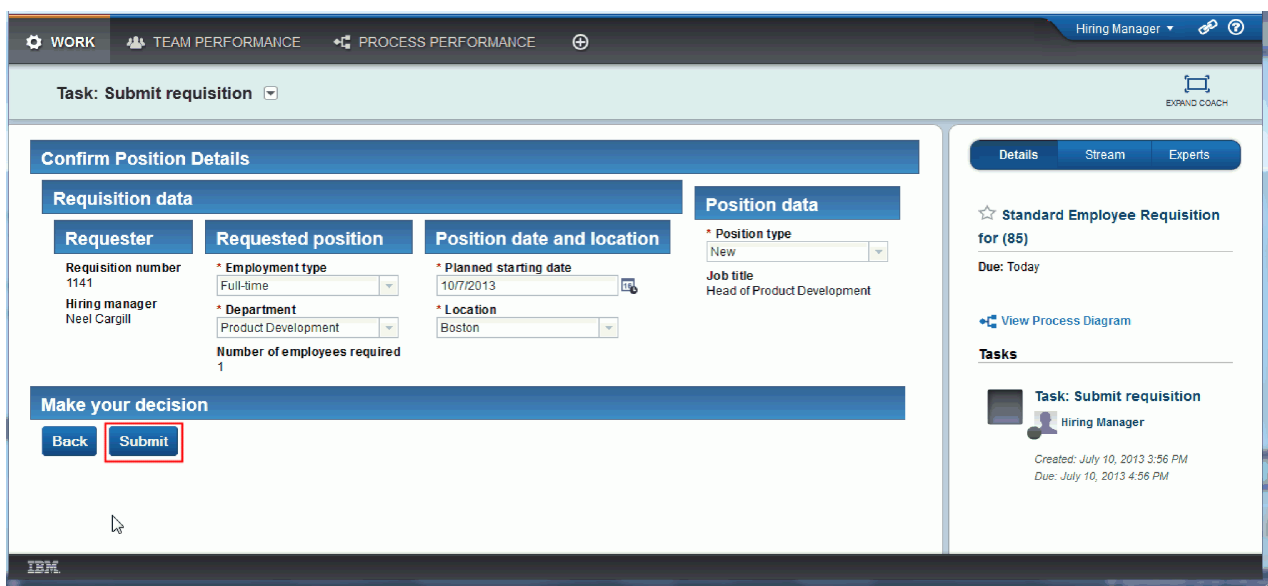 WORK
TEAM PERFORMANCE
PROCESS PERFORMANCE
Hiring Manager
Task: Submit requisition
EXPAND COACH
Confirm Position Details
Requisition data
Requester
Requisition number
1141
Hiring manager
Neel Cargill
Requested position
* Employment type
Full-time
* Department
Product Development
Number of employees required
1
Position date and location
* Planned starting date
10/7/2013
* Location
Boston
Position data
* Position type
New
Job title
Head of Product Development
Make your decision
Back
Submit
Details
Stream
Experts
Standard Employee Requisition
for (85)
Due: Today
View Process Diagram
Tasks
Task: Submit requisition
Hiring Manager
Created: July 10, 2013 3:56 PM
Due: July 10, 2013 4:56 PM
IBM.